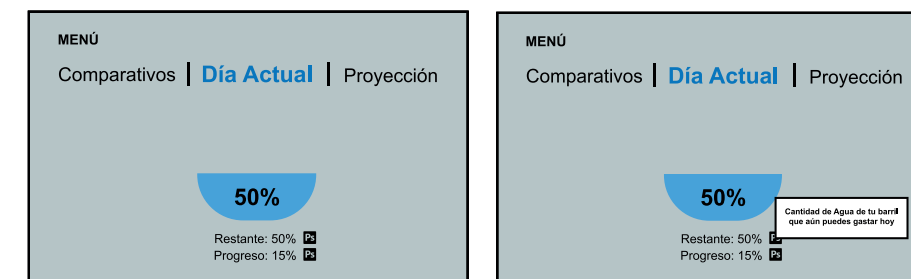 MENÚ
Comparativos | Día Actual | Proyección
50%
Restante: 50% Ps
Progreso: 15% Ps
MENÚ
Comparativos | Día Actual | Proyección
50%
Cantidad de Agua de tu barril
que aún puedes gastar hoy
Restante: 50%
Progreso: 15% Ps